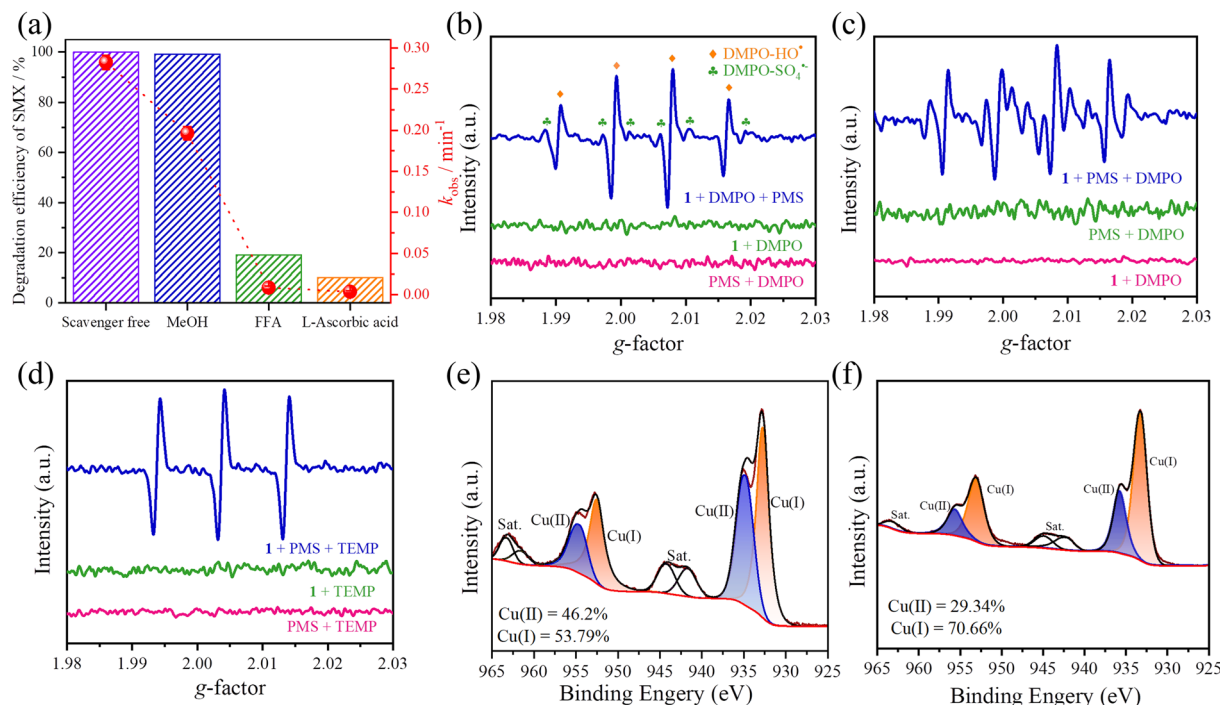 (a)
Degradation efficiency of SMX / %
100
80
60
40
20
0
0.30
0.25
0.20
0.15
0.10
0.05
0.00
k_obs / min⁻¹
Scavenger free MeOH FFA L-Ascorbic acid
(b)
Intensity (a.u.)
♦ DMPO-HO•
♣ DMPO-SO₄•-
1 + DMPO + PMS
1 + DMPO
PMS + DMPO
1.98 1.99 2.00 2.01 2.02 2.03
g-factor
(c)
Intensity (a.u.)
1 + PMS + DMPO
PMS + DMPO
1 + DMPO
1.98 1.99 2.00 2.01 2.02 2.03
g-factor
(d)
Intensity (a.u.)
1 + PMS + TEMP
1 + TEMP
PMS + TEMP
1.98 1.99 2.00 2.01 2.02 2.03
g-factor
(e)
Intensity (a.u.)
Sat.
Cu(II)
Cu(I)
Sat.
Cu(II)
Cu(I)
Cu(II) = 46.2%
Cu(I) = 53.79%
965 960 955 950 945 940 935 930 925
Binding Engery (eV)
(f)
Intensity (a.u.)
Sat.
Cu(II)
Cu(I)
Sat.
Cu(II)
Cu(I)
Cu(II) = 29.34%
Cu(I) = 70.66%
965 960 955 950 945 940 935 930 925
Binding Engery (eV)